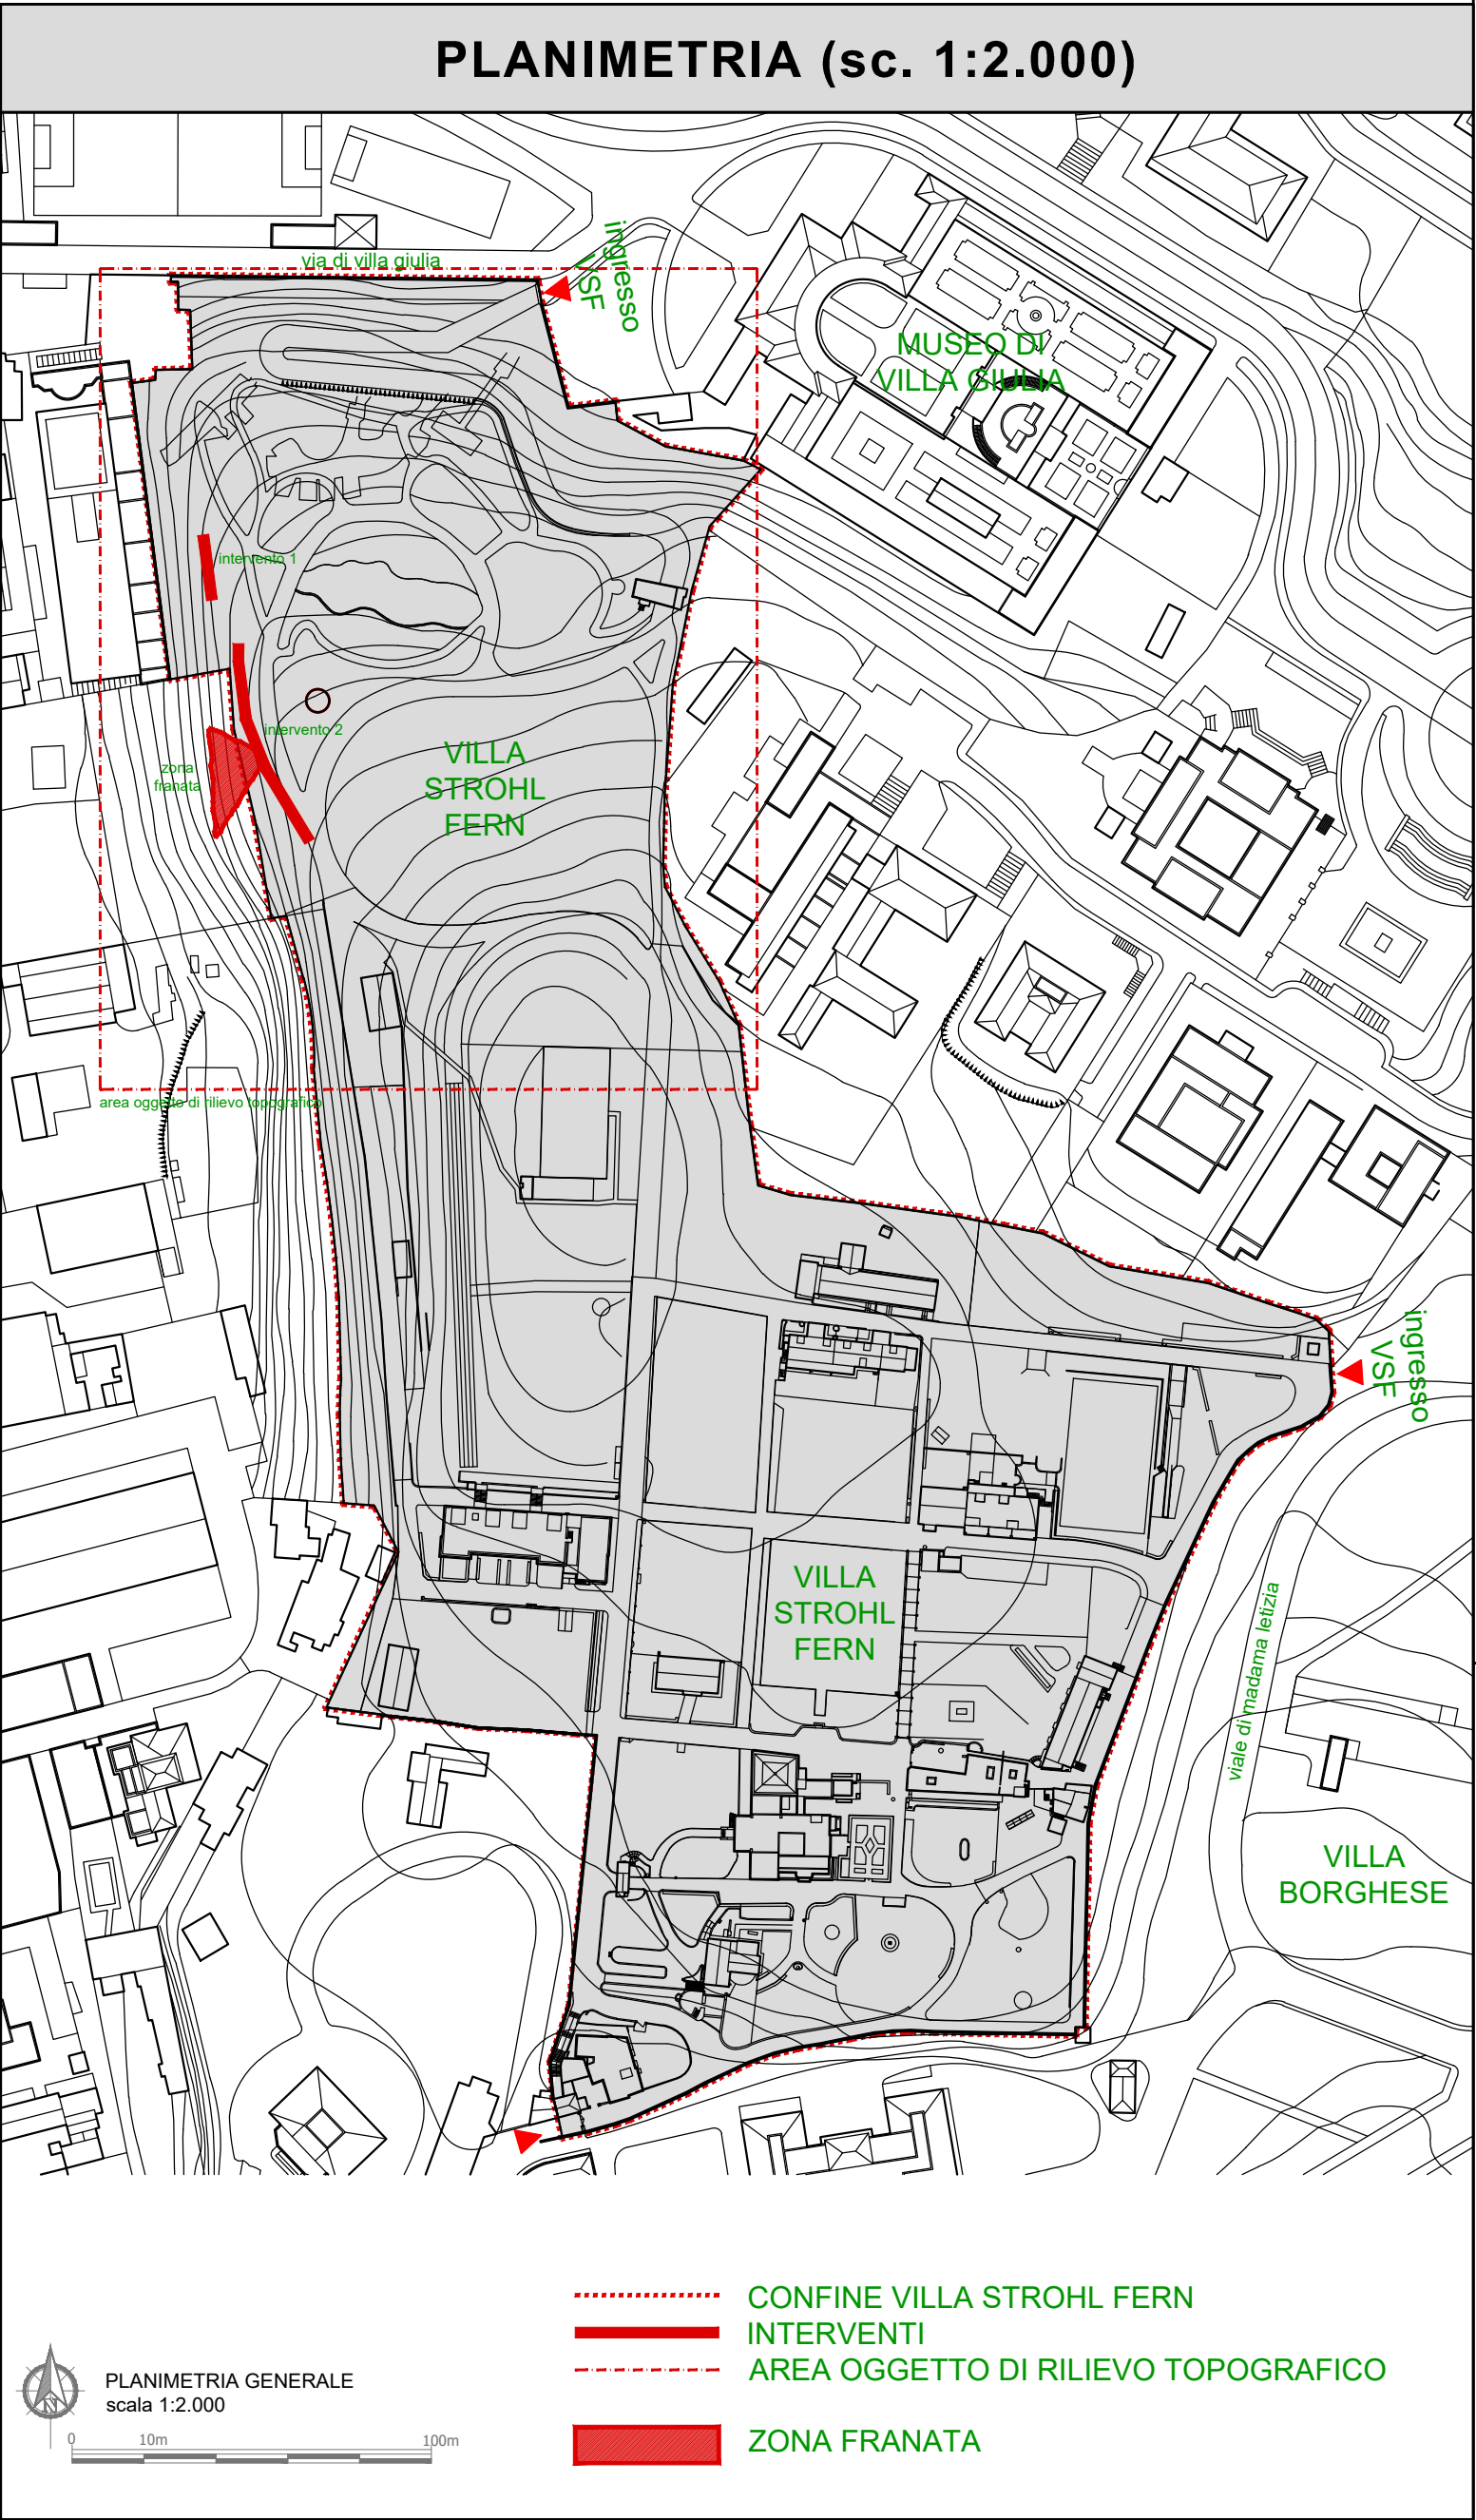 PLANIMETRIA (sc. 1:2.000)
via di villa giulia
ingresso
VSF
MUSEO DI
VILLA GIULIA
intervento 1
intervento 2
zona
franata
VILLA
STROHL
FERN
area oggetto di rilievo topografico
ingresso
VSF
VILLA
STROHL
FERN
viale di madama letizia
VILLA
BORGHESE
CONFINE VILLA STROHL FERN
INTERVENTI
AREA OGGETTO DI RILIEVO TOPOGRAFICO
ZONA FRANATA
N
PLANIMETRIA GENERALE
scala 1:2.000
0 10m 100m